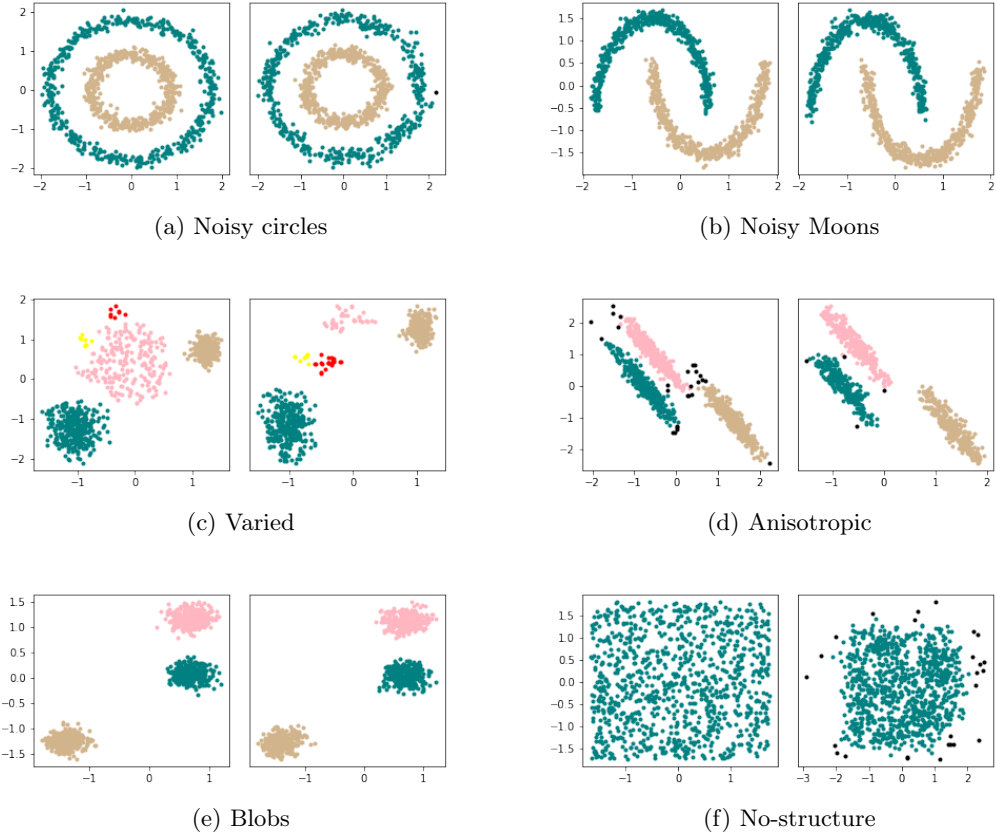 2
1
0
−1
−2
−2 −1 0 1 2
−2 −1 0 1 2
(a) Noisy circles
1.5
1.0
0.5
0.0
−0.5
−1.0
−1.5
−2 −1 0 1 2
−2 −1 0 1 2
(b) Noisy Moons
2
1
0
−1
−2
−1 0 1
−1 0 1
(c) Varied
2
1
0
−1
−2
−2 −1 0 1 2
−1 0 1 2
(d) Anisotropic
1.5
1.0
0.5
0.0
−0.5
−1.0
−1.5
−1 0 1
−1 0 1
(e) Blobs
1.5
1.0
0.5
0.0
−0.5
−1.0
−1.5
−1 0 1
−3 −2 −1 0 1 2
(f) No-structure